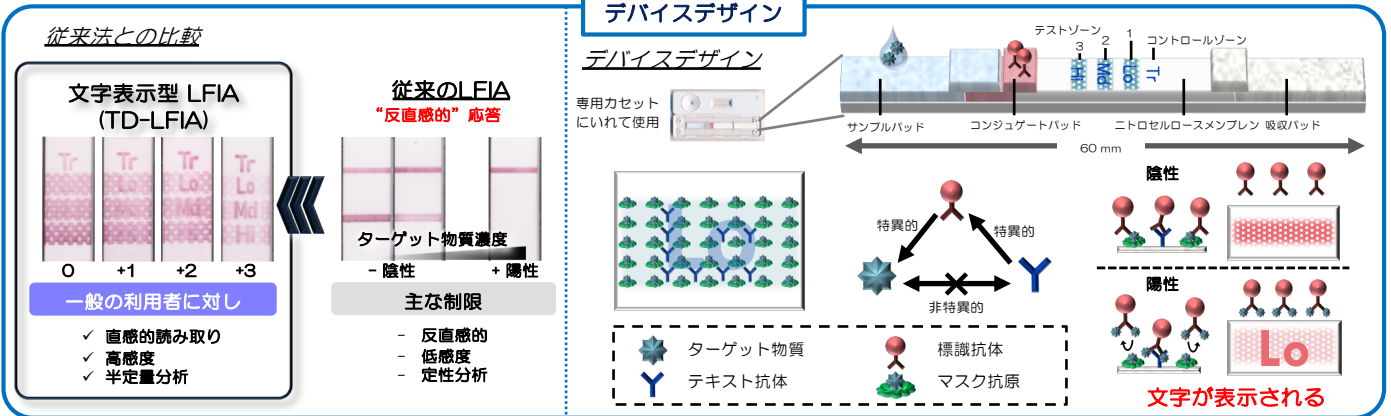 デバイスデザイン
従来法との比較
文字表示型 LFIA
(TD-LFIA)
Tr
Tr
Lo
Tr
Lo
Md
Tr
Lo
Md
Hi
0
+1
+2
+3
一般の利用者に対し
✓ 直感的読み取り
✓ 高感度
✓ 半定量分析
従来のLFIA
“反直感的” 応答
ターゲット物質濃度
- 陰性
+ 陽性
主な制限
- 反直感的
- 低感度
- 定性分析
デバイスデザイン
専用カセット
にいれて使用
テストゾーン
3
2
1
コントロールゾーン
Hi
Md
Lo
Tr
サンプルパッド
コンジュゲートパッド
ニトロセルロースメンブレン
吸収パッド
60 mm
Lo
特異的
特異的
非特異的
ターゲット物質
標識抗体
テキスト抗体
マスク抗原
陰性
陽性
Lo
文字が表示される